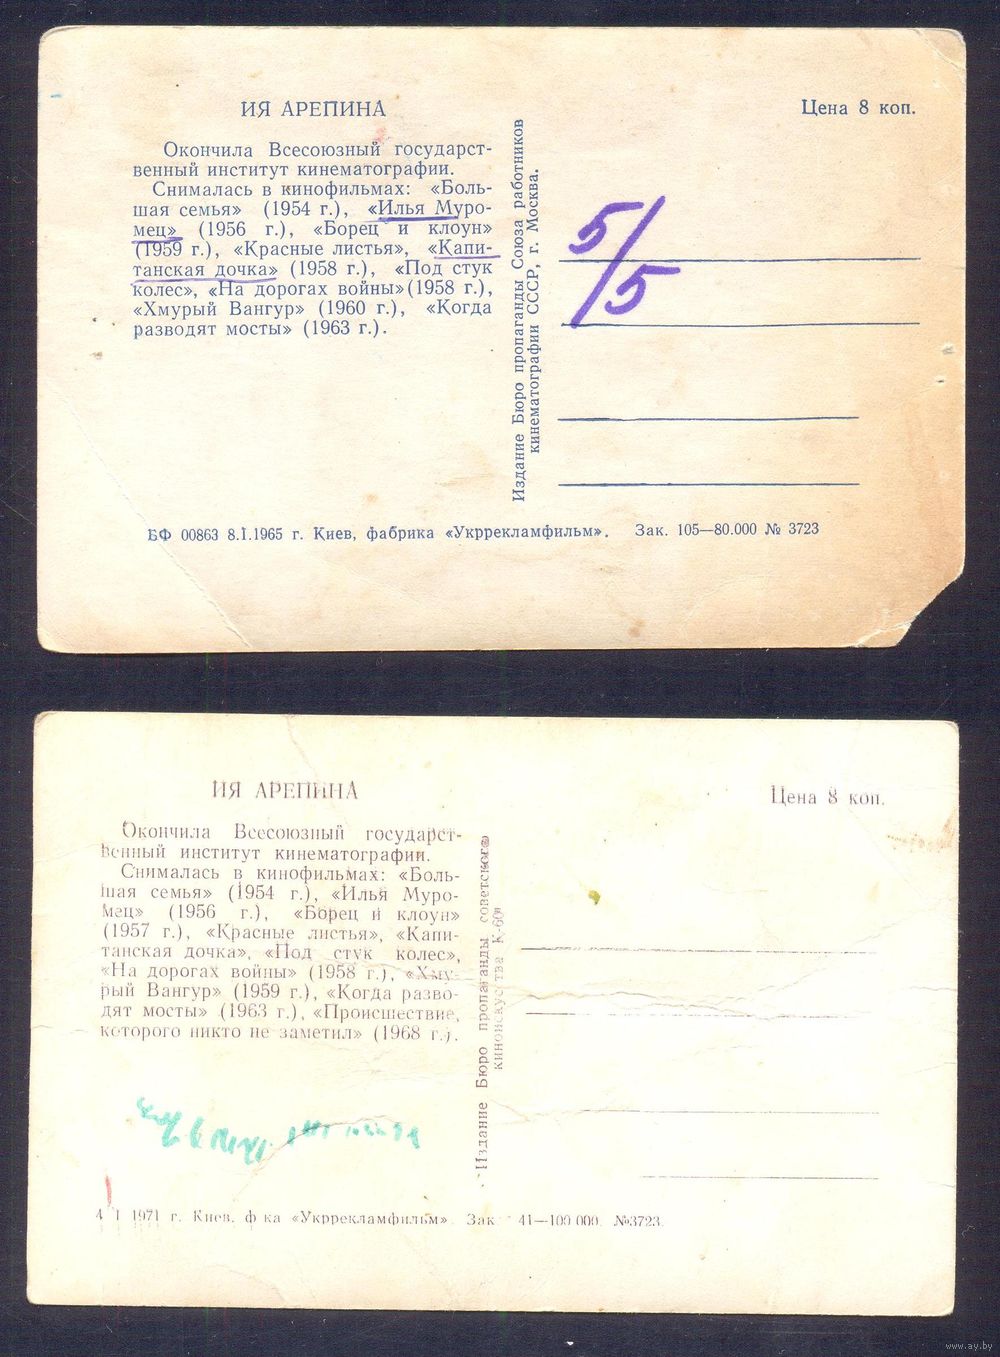 ИЯ АРЕПИНА
Цена 8 коп.
Окончила Всесоюзный государст-
венный институт кинематографии.
Снималась в кинофильмах: «Боль-
шая семья» (1954 г.), «Илья Муро-
мец» (1956 г.), «Борец и клоун»
(1959 г.), «Красные листья», «Капи-
танская дочка» (1958 г.), «Под стук
колес», «На дорогах войны» (1958 г.),
«Хмурый Вангур» (1960 г.), «Когда
разводят мосты» (1963 г.).
Издание Бюро пропаганды Союза работников
кинематографии СССР, г. Москва.
5/5
БФ 00863 8.I.1965 г. Киев, фабрика «Укррекламфильм». Зак. 105—80.000 № 3723
ИЯ АРЕПИНА
Цена 8 коп.
Окончила Всесоюзный государст-
венный институт кинематографии.
Снималась в кинофильмах: «Боль-
шая семья» (1954 г.), «Илья Муро-
мец» (1956 г.), «Борец и клоун»
(1957 г.), «Красные листья», «Капи-
танская дочка», «Под стук колес»,
«На дорогах войны» (1958 г.), «Хму-
рый Вангур» (1959 г.), «Когда разво-
дят мосты» (1963 г.), «Происшествие,
которого никто не заметил» (1968 г.).
Издание Бюро пропаганды советского
киноискусства К-60
4 I 1971 г. Киев. ф-ка «Укррекламфильм». Зак. 41—100 000. №3723.
www.ay.by